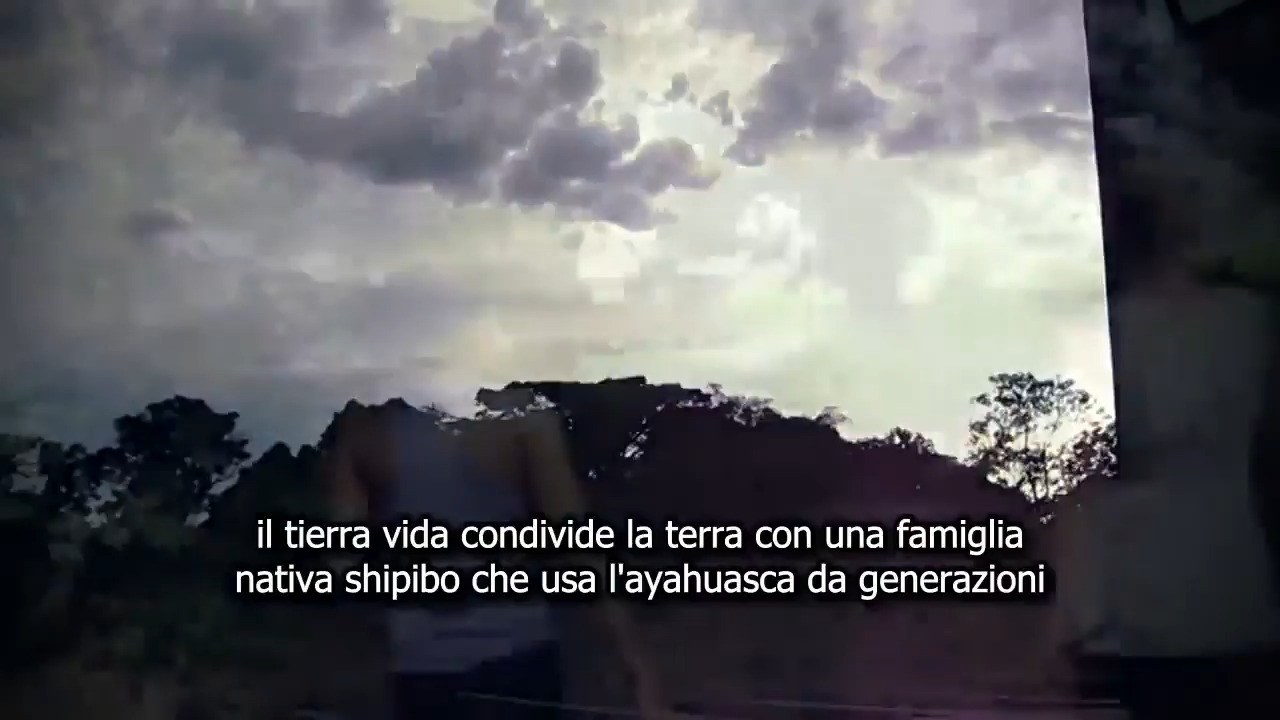 il tierra vida condivide la terra con una famiglia
nativa shipibo che usa l'ayahuasca da generazioni